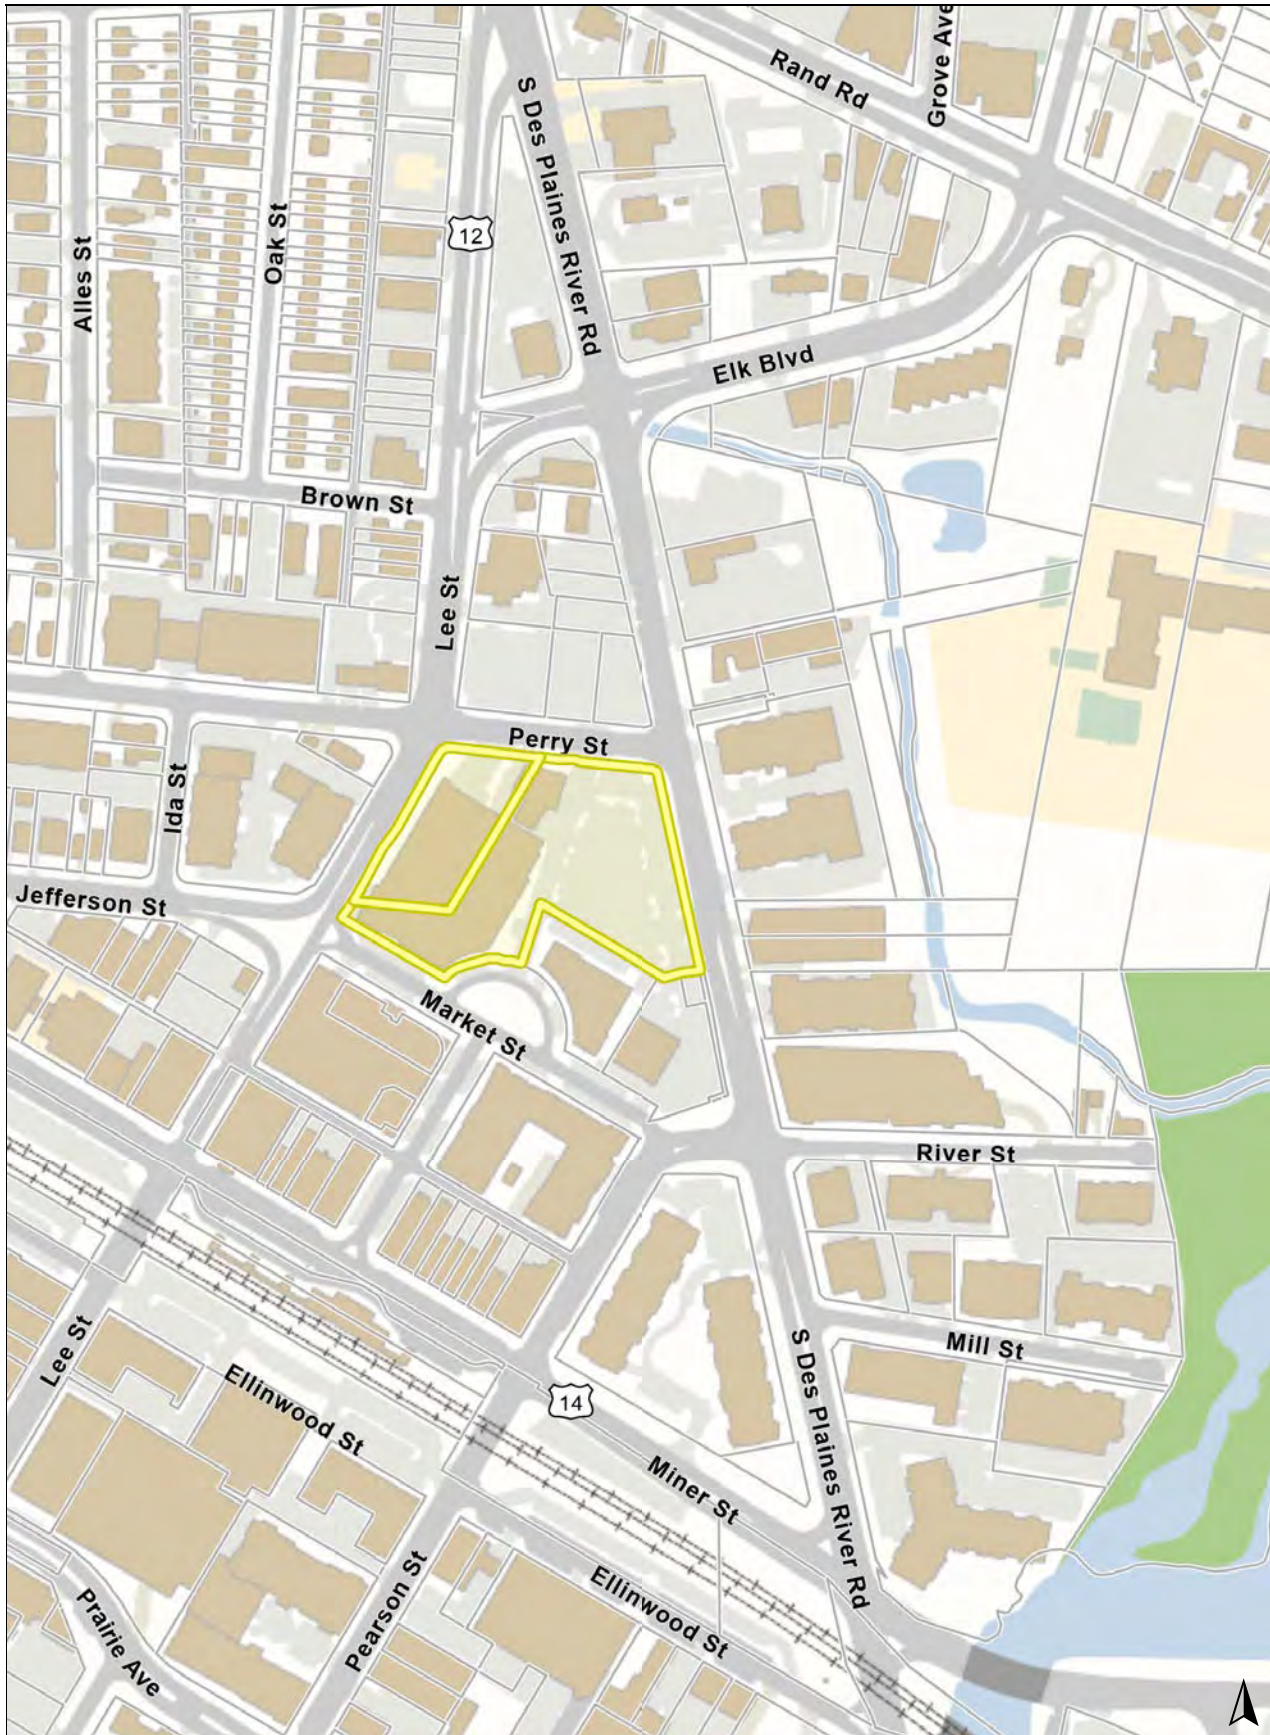 Grove Ave
Rand Rd
S Des Plaines River Rd
12
Oak St
Alles St
Elk Blvd
Brown St
Lee St
Perry St
Ida St
Jefferson St
Market St
River St
Mill St
S Des Plaines River Rd
Lee St
Ellinwood St
14
Miner St
Pearson St
Ellinwood St
Prairie Ave